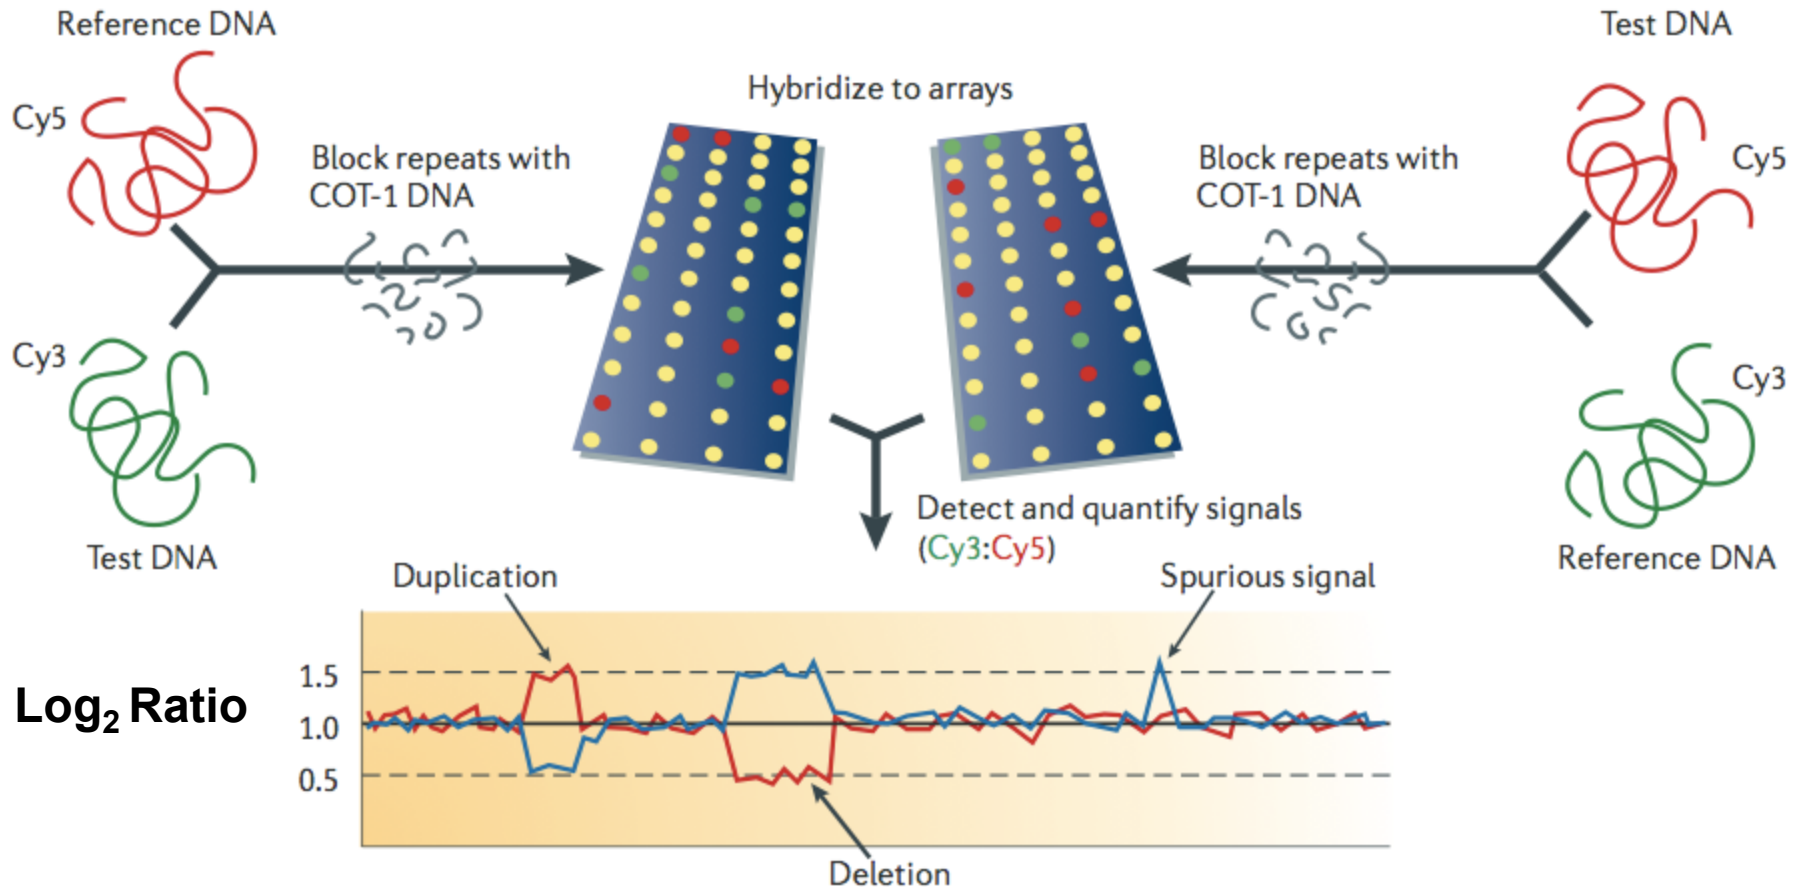 Reference DNA
Test DNA
Cy5
Hybridize to arrays
Block repeats with
COT-1 DNA
Block repeats with
COT-1 DNA
Cy5
Cy3
Cy3
Test DNA
Reference DNA
Detect and quantify signals
(Cy3:Cy5)
Duplication
Spurious signal
Log2 Ratio
1.5
1.0
0.5
Deletion